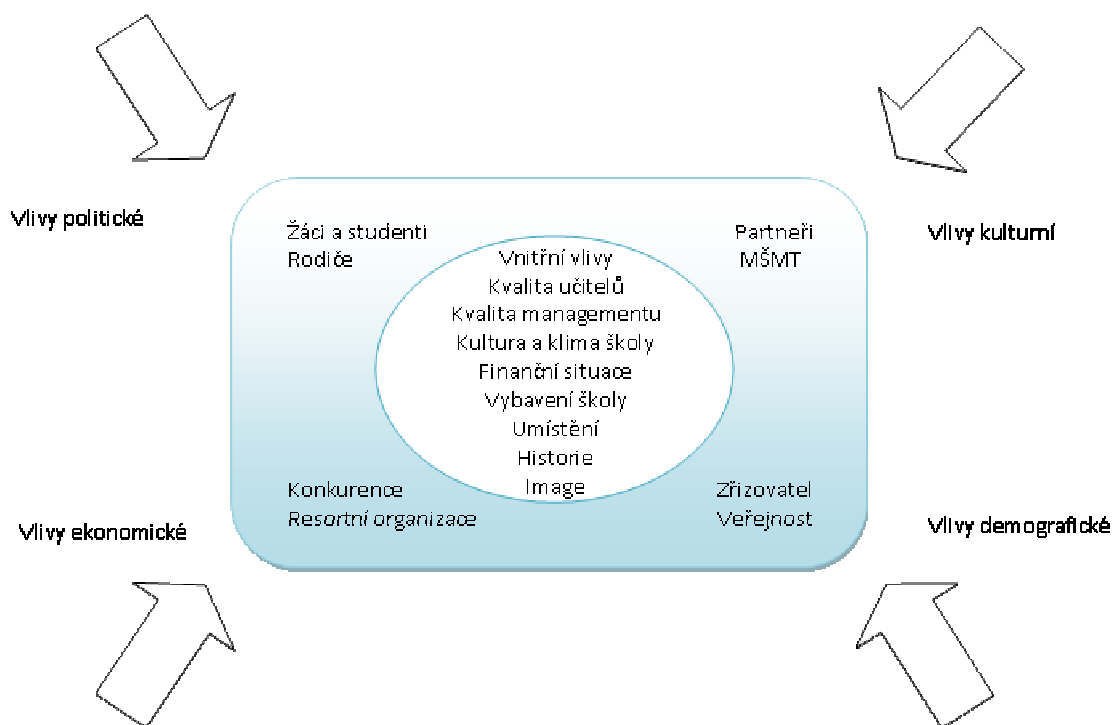 Vlivy politické
Vlivy kulturní
Žáci a studenti
Rodiče
Partneři
MŠMT
Vnitřní vlivy
Kvalita učitelů
Kvalita managementu
Kultura a klima školy
Finanční situace
Vybavení školy
Umístění
Historie
Image
Konkurence
Resortní organizace
Zřizovatel
Veřejnost
Vlivy ekonomické
Vlivy demografické